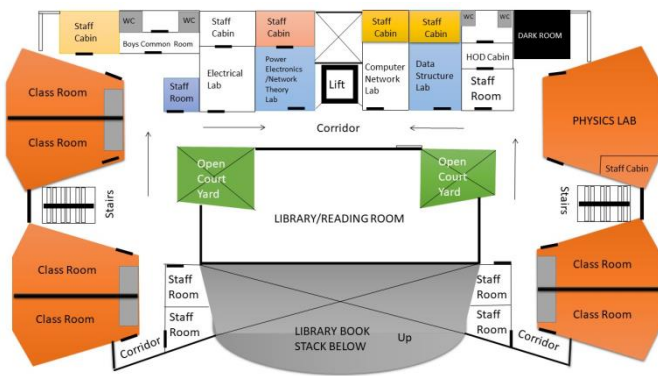 Staff
Cabin
WC
WC
Boys Common Room
Staff
Cabin
Staff
Cabin
Staff
Cabin
Staff
Cabin
WC
WC
HOD Cabin
DARK ROOM
Staff
Room
Electrical
Lab
Power
Electronics
/Network
Theory
Lab
Lift
Computer
Network
Lab
Data
Structure
Lab
Staff
Room
Class Room
Class Room
Corridor
PHYSICS LAB
Staff Cabin
Open
Court
Yard
Open
Court
Yard
Stairs
Stairs
LIBRARY/READING ROOM
Class Room
Class Room
Staff
Room
Staff
Room
Staff
Room
Staff
Room
Class Room
Class Room
LIBRARY BOOK
STACK BELOW
Up
Corridor
Corridor